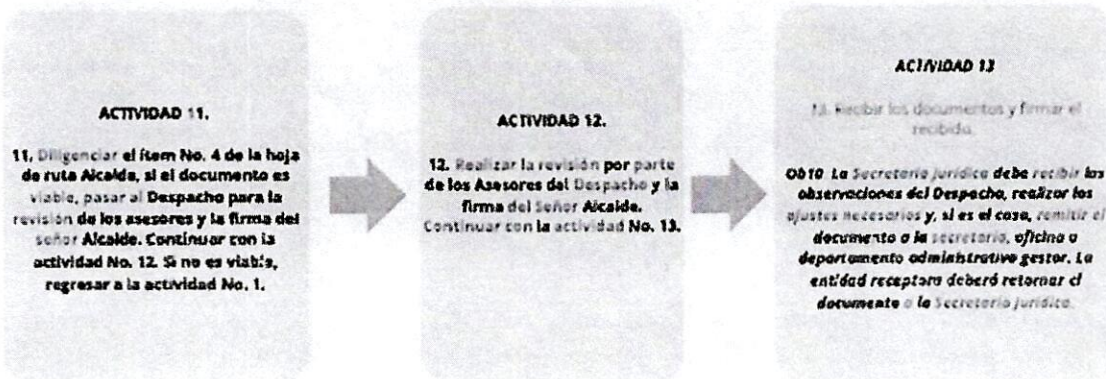 ACTIVIDAD 11.
11. Diligenciar el ítem No. 4 de la hoja
de ruta Alcalda, si el documento es
viable, pasar al Despacho para la
revisión de los asesores y la firma del
señor Alcalde. Continuar con la
actividad No. 12. Si no es viable,
regresar a la actividad No. 1.
ACTIVIDAD 12.
12. Realizar la revisión por parte
de los Asesores del Despacho y la
firma del Señor Alcalde.
Continuar con la actividad No. 13.
ACTIVIDAD 13
13. Recibir los documentos y firmar el
recibido.
Ob10 La Secretaría Jurídica debe recibir las
observaciones del Despacho, realizar los
ajustes necesarios y, si es el caso, remitir el
documento a la secretaría, oficina o
departamento administrativo gestor. La
entidad receptora deberá retornar el
documento a la Secretaría Jurídica.